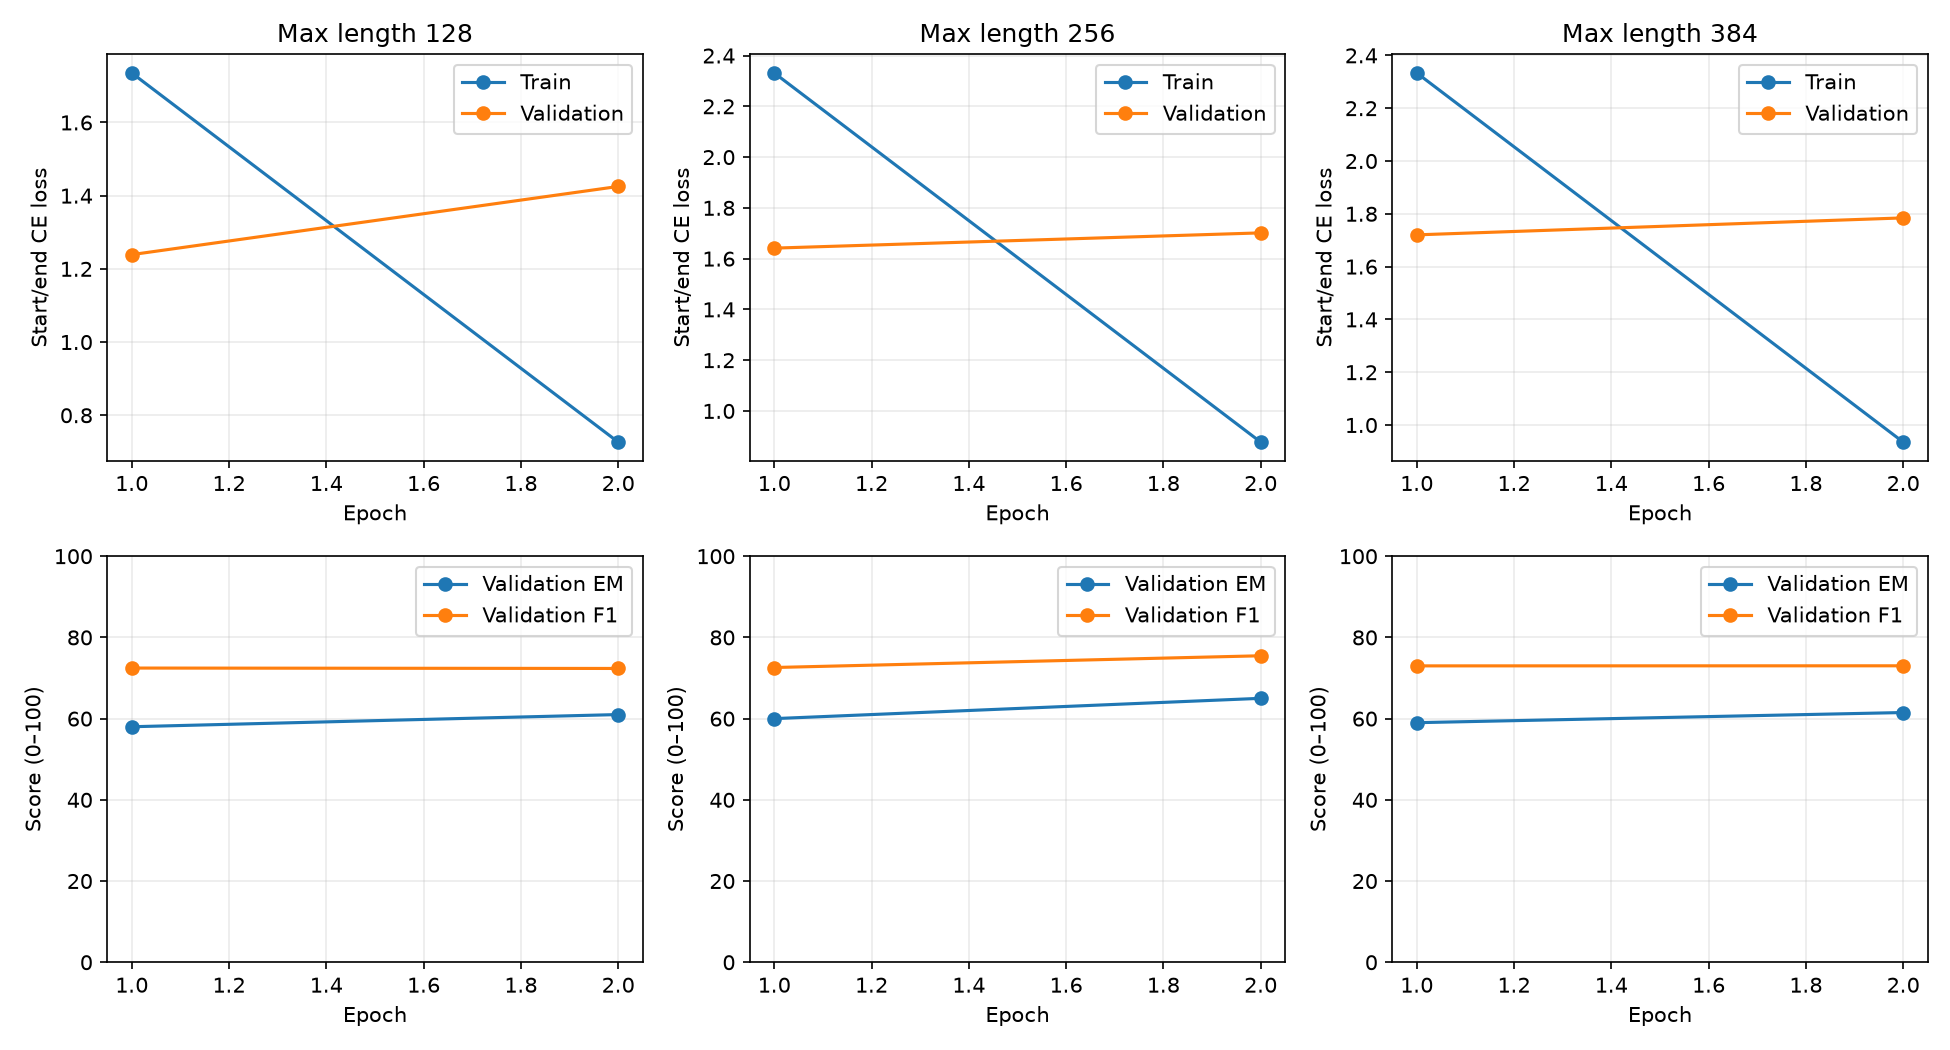 Max length 128
Max length 256
Max length 384
Start/end CE loss
1.6
1.4
1.2
1.0
0.8
Train
Validation
1.0 1.2 1.4 1.6 1.8 2.0
Epoch
Start/end CE loss
2.4
2.2
2.0
1.8
1.6
1.4
1.2
1.0
Train
Validation
1.0 1.2 1.4 1.6 1.8 2.0
Epoch
Start/end CE loss
2.4
2.2
2.0
1.8
1.6
1.4
1.2
1.0
Train
Validation
1.0 1.2 1.4 1.6 1.8 2.0
Epoch
Score (0–100)
100
80
60
40
20
0
Validation EM
Validation F1
1.0 1.2 1.4 1.6 1.8 2.0
Epoch
Score (0–100)
100
80
60
40
20
0
Validation EM
Validation F1
1.0 1.2 1.4 1.6 1.8 2.0
Epoch
Score (0–100)
100
80
60
40
20
0
Validation EM
Validation F1
1.0 1.2 1.4 1.6 1.8 2.0
Epoch